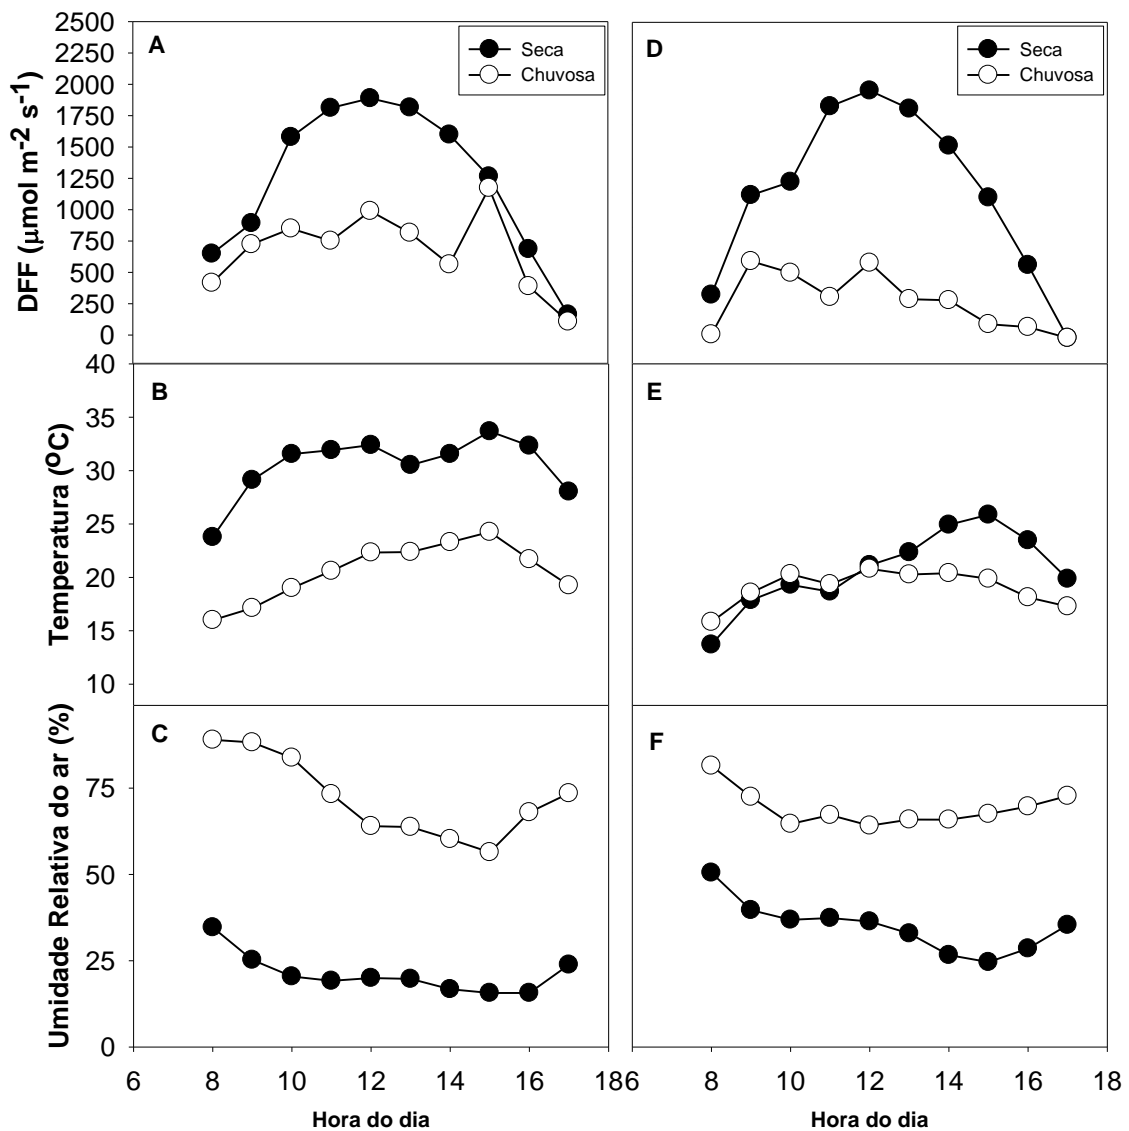 A
Seca
Chuvosa
D
Seca
Chuvosa
DFF (µmol m-2 s-1)
2500
2250
2000
1750
1500
1250
1000
750
500
250
0
B
E
Temperatura (ºC)
40
35
30
25
20
15
10
C
F
Umidade Relativa do ar (%)
75
50
25
0
6 8 10 12 14 16 18
6 8 10 12 14 16 18
Hora do dia
Hora do dia